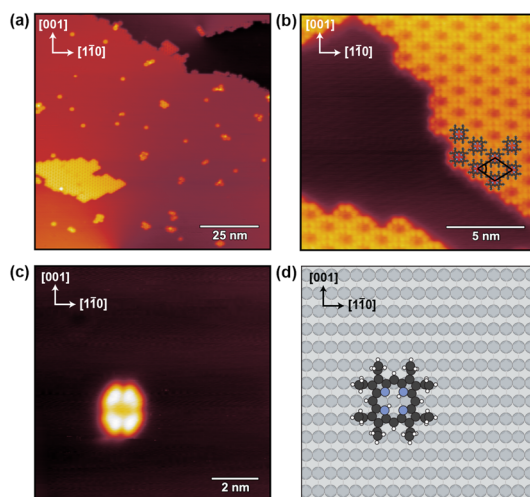 (a)
[001]
[11̅0]
25 nm
(b)
[001]
[11̅0]
5 nm
(c)
[001]
[11̅0]
2 nm
(d)
[001]
[11̅0]